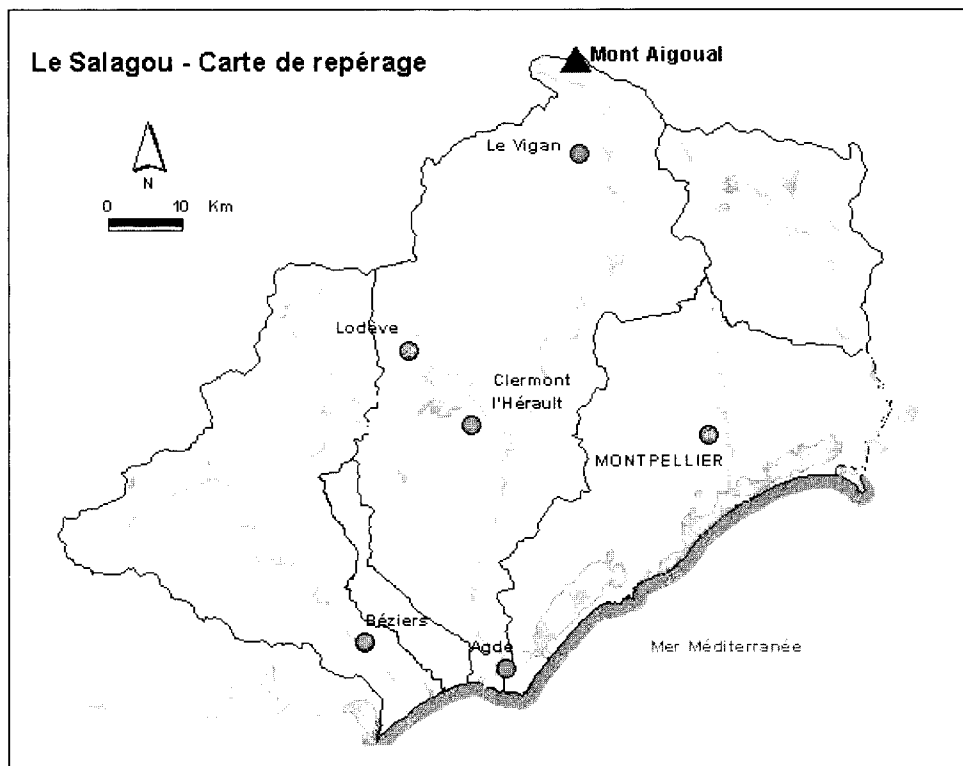 Mont Aigoual
Le Salagou - Carte de repérage
Le Vigan
N
0 10 Km
Lodève
Clermont
l'Hérault
MONTPELLIER
Béziers
Agde
Mer Méditerranée